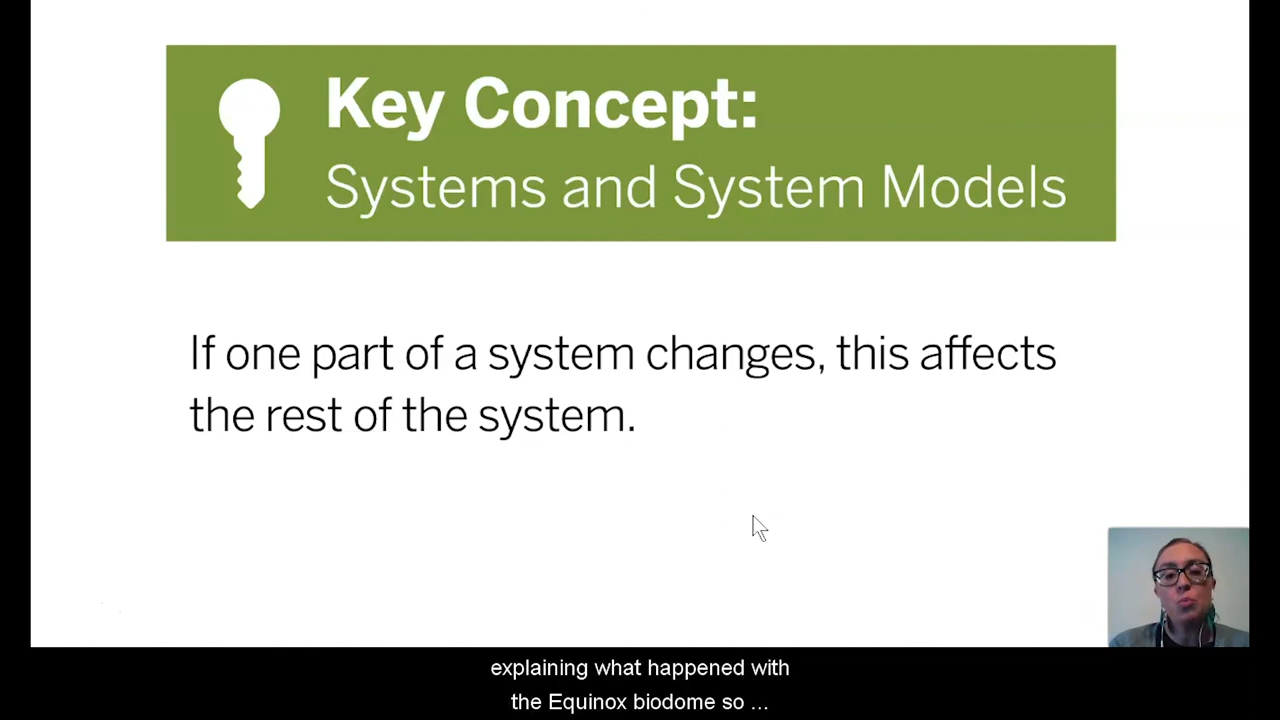 Key Concept:
Systems and System Models
If one part of a system changes, this affects
the rest of the system.
explaining what happened with
the Equinox biodome so ...